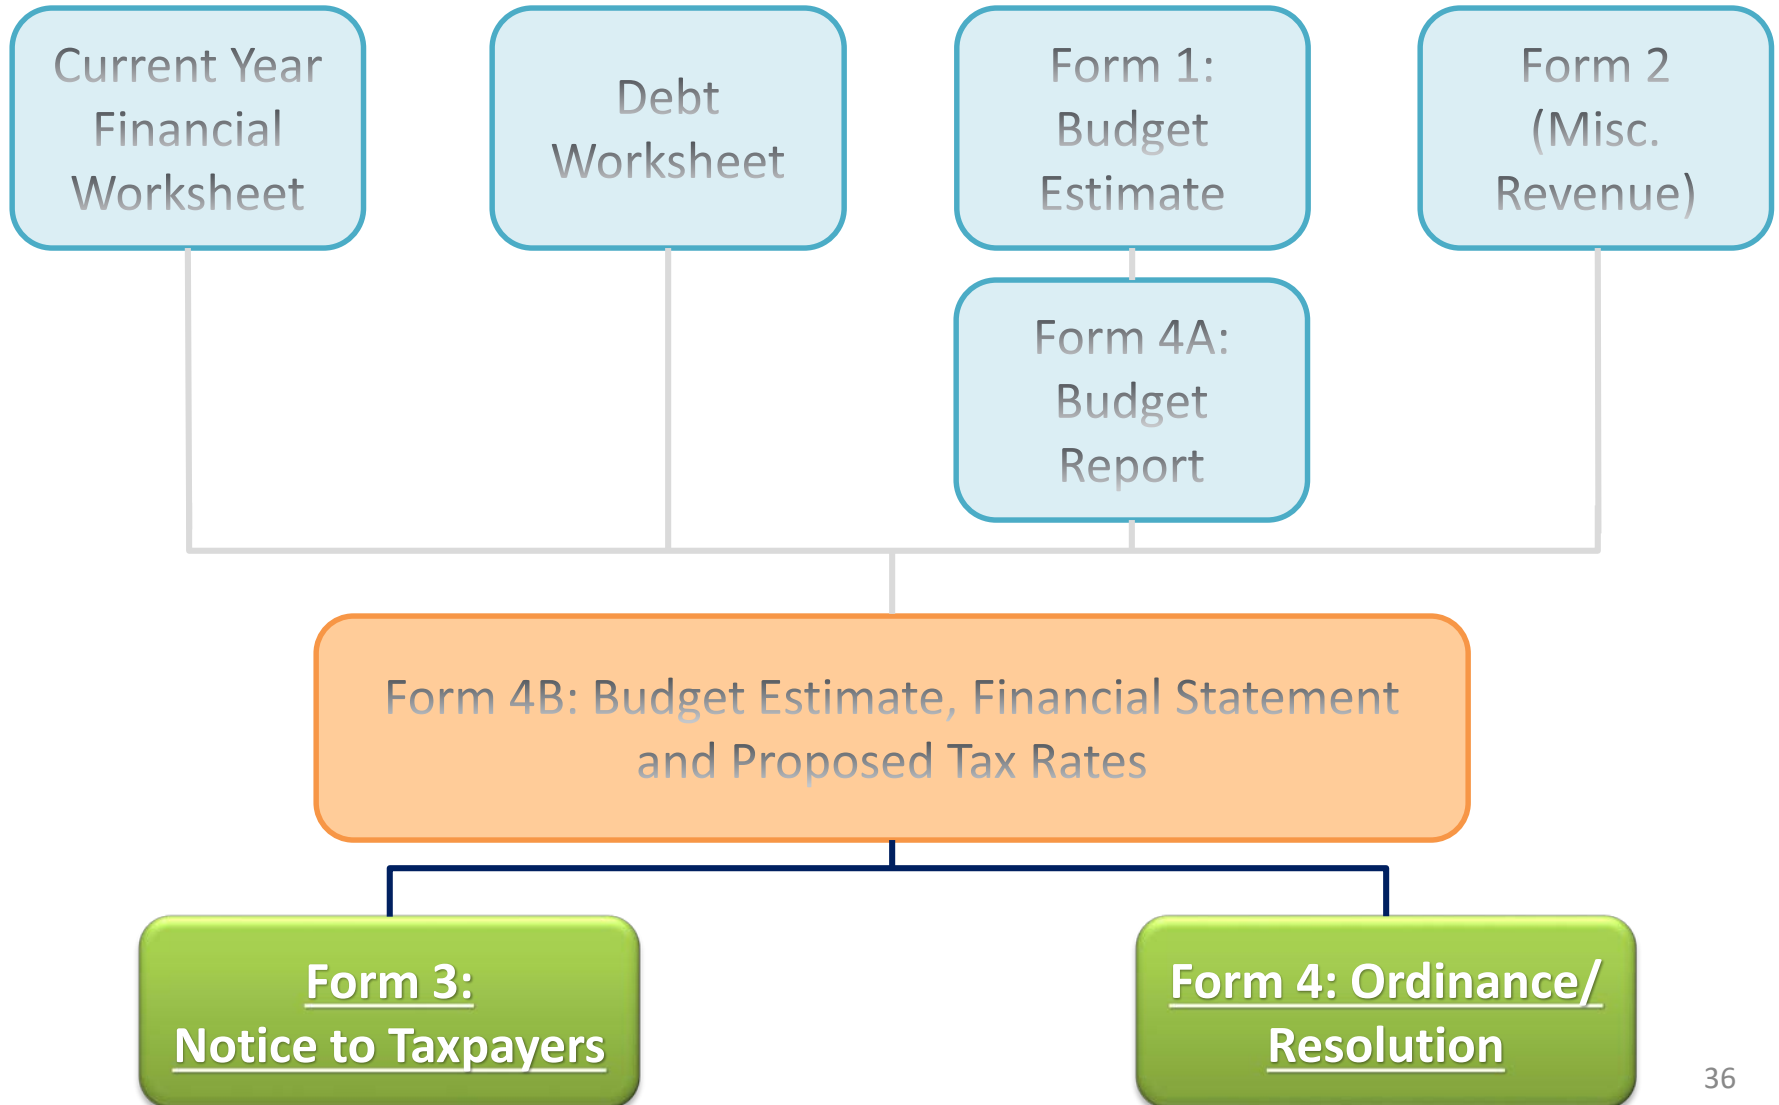 Current Year
Financial
Worksheet
Debt
Worksheet
Form 1:
Budget
Estimate
Form 2
(Misc.
Revenue)
Form 4A:
Budget
Report
Form 4B: Budget Estimate, Financial Statement
and Proposed Tax Rates
Form 3:
Notice to Taxpayers
Form 4: Ordinance/
Resolution
36